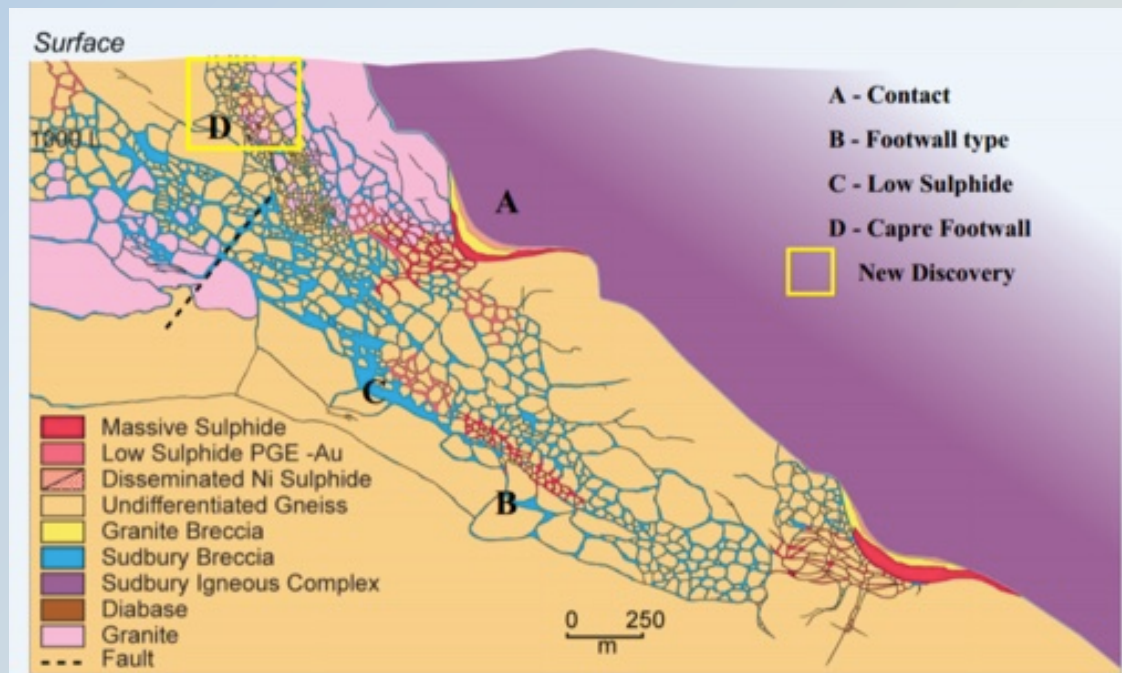 Surface
1000 L
A - Contact
B - Footwall type
C - Low Sulphide
D - Capre Footwall
New Discovery
D
A
C
B
Massive Sulphide
Low Sulphide PGE -Au
Disseminated Ni Sulphide
Undifferentiated Gneiss
Granite Breccia
Sudbury Breccia
Sudbury Igneous Complex
Diabase
Granite
Fault
0 250
m